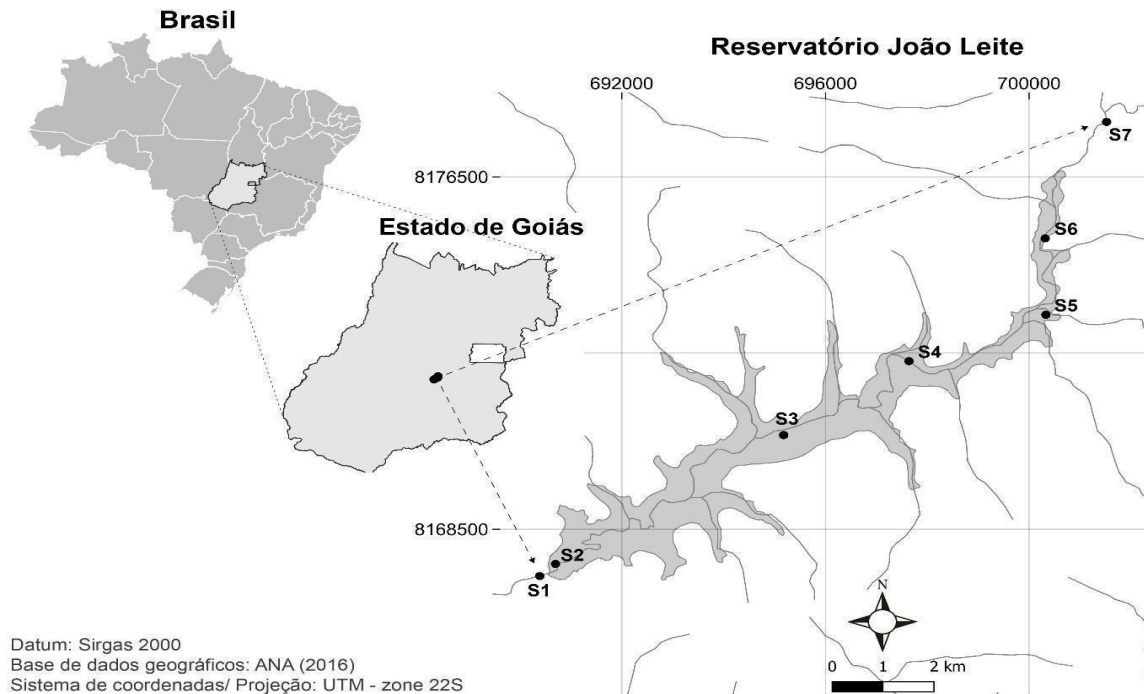 Brasil
Reservatório João Leite
692000 696000 700000
S7
8176500
Estado de Goiás
S6
S5
S4
S3
8168500
S2
S1
N
0 1 2 km
Datum: Sirgas 2000
Base de dados geográficos: ANA (2016)
Sistema de coordenadas/ Projeção: UTM - zone 22S